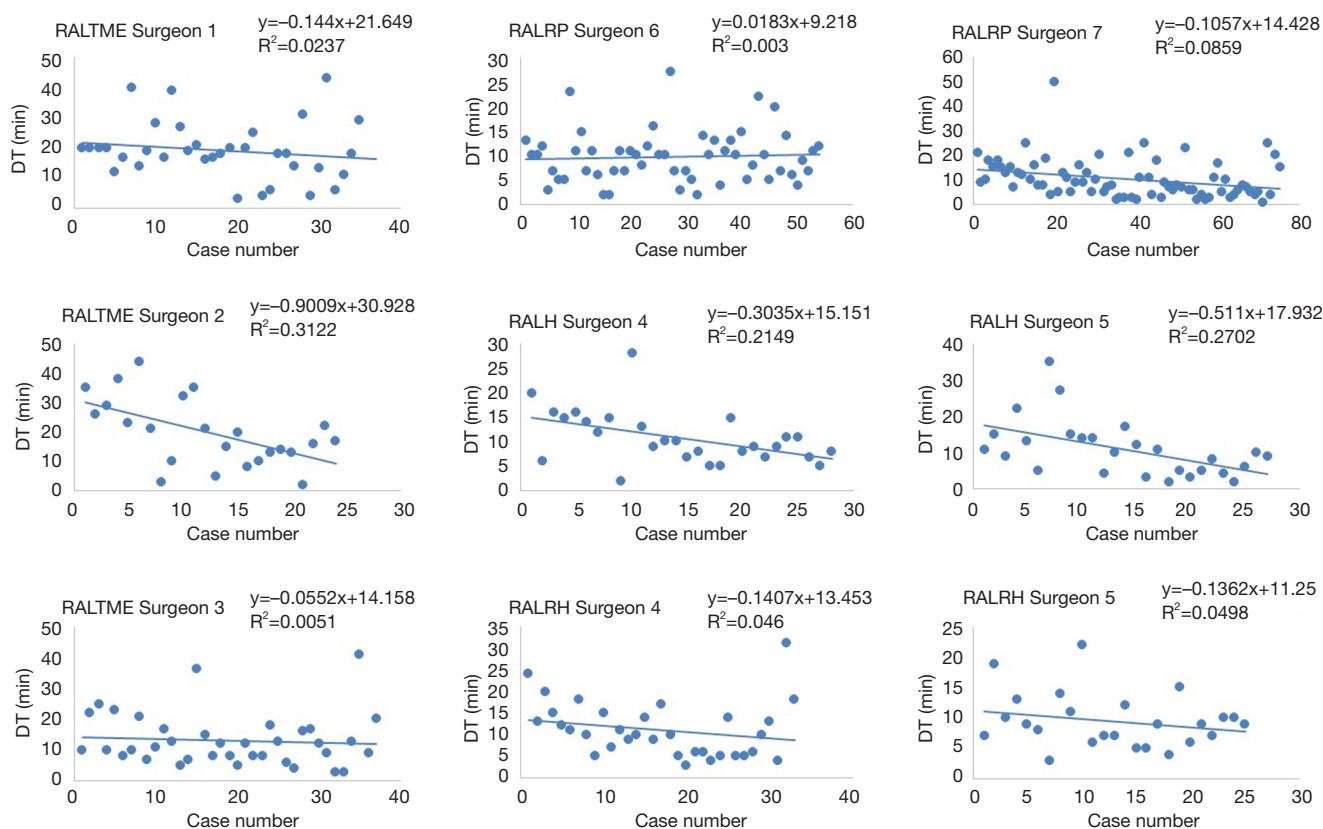 RALTME Surgeon 1
y=−0.144x+21.649
R²=0.0237
50
40
30
20
10
0
DT (min)
0 10 20 30 40
Case number
RALRP Surgeon 6
y=0.0183x+9.218
R²=0.003
30
25
20
15
10
5
0
DT (min)
0 10 20 30 40 50 60
Case number
RALRP Surgeon 7
y=−0.1057x+14.428
R²=0.0859
60
50
40
30
20
10
0
DT (min)
0 20 40 60 80
Case number
RALTME Surgeon 2
y=−0.9009x+30.928
R²=0.3122
50
40
30
20
10
0
DT (min)
0 5 10 15 20 25 30
Case number
RALH Surgeon 4
y=−0.3035x+15.151
R²=0.2149
30
25
20
15
10
5
0
DT (min)
0 5 10 15 20 25 30
Case number
RALH Surgeon 5
y=−0.511x+17.932
R²=0.2702
40
30
20
10
0
DT (min)
0 5 10 15 20 25 30
Case number
RALTME Surgeon 3
y=−0.0552x+14.158
R²=0.0051
50
40
30
20
10
0
DT (min)
0 10 20 30 40
Case number
RALRH Surgeon 4
y=−0.1407x+13.453
R²=0.046
35
30
25
20
15
10
5
0
DT (min)
0 10 20 30 40
Case number
RALRH Surgeon 5
y=−0.1362x+11.25
R²=0.0498
25
20
15
10
5
0
DT (min)
0 5 10 15 20 25 30
Case number